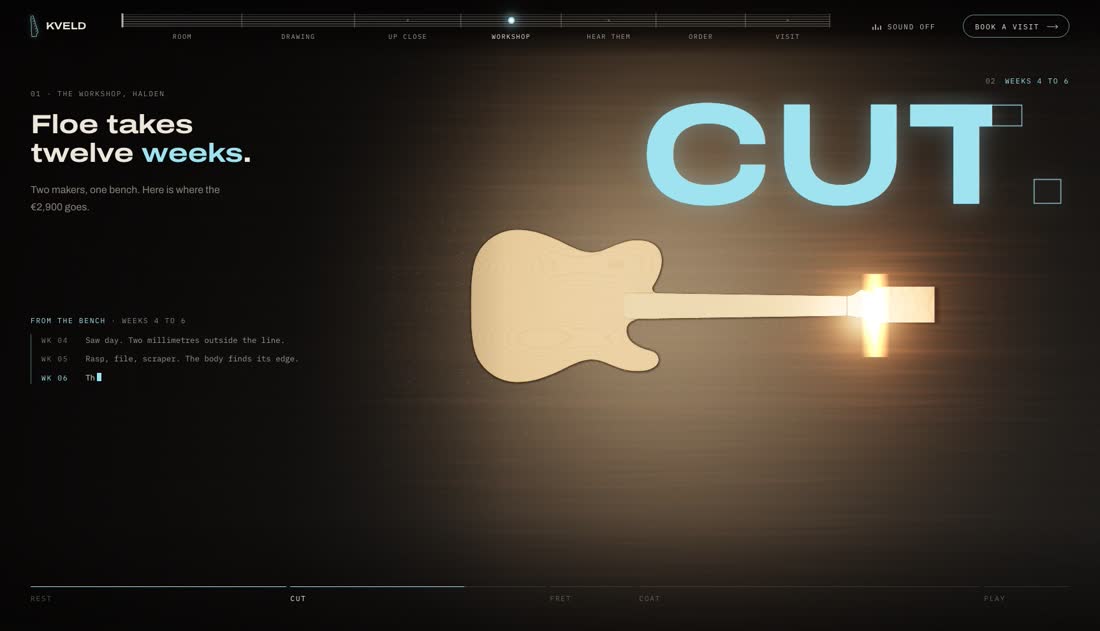 KVELD
ROOM
DRAWING
UP CLOSE
WORKSHOP
HEAR THEM
ORDER
VISIT
SOUND OFF
BOOK A VISIT →
01 · THE WORKSHOP, HALDEN
Floe takes
twelve weeks.
Two makers, one bench. Here is where the
€2,900 goes.
02 WEEKS 4 TO 6
CUT
FROM THE BENCH · WEEKS 4 TO 6
WK 04 Saw day. Two millimetres outside the line.
WK 05 Rasp, file, scraper. The body finds its edge.
WK 06 Th
REST
CUT
FRET
COAT
PLAY